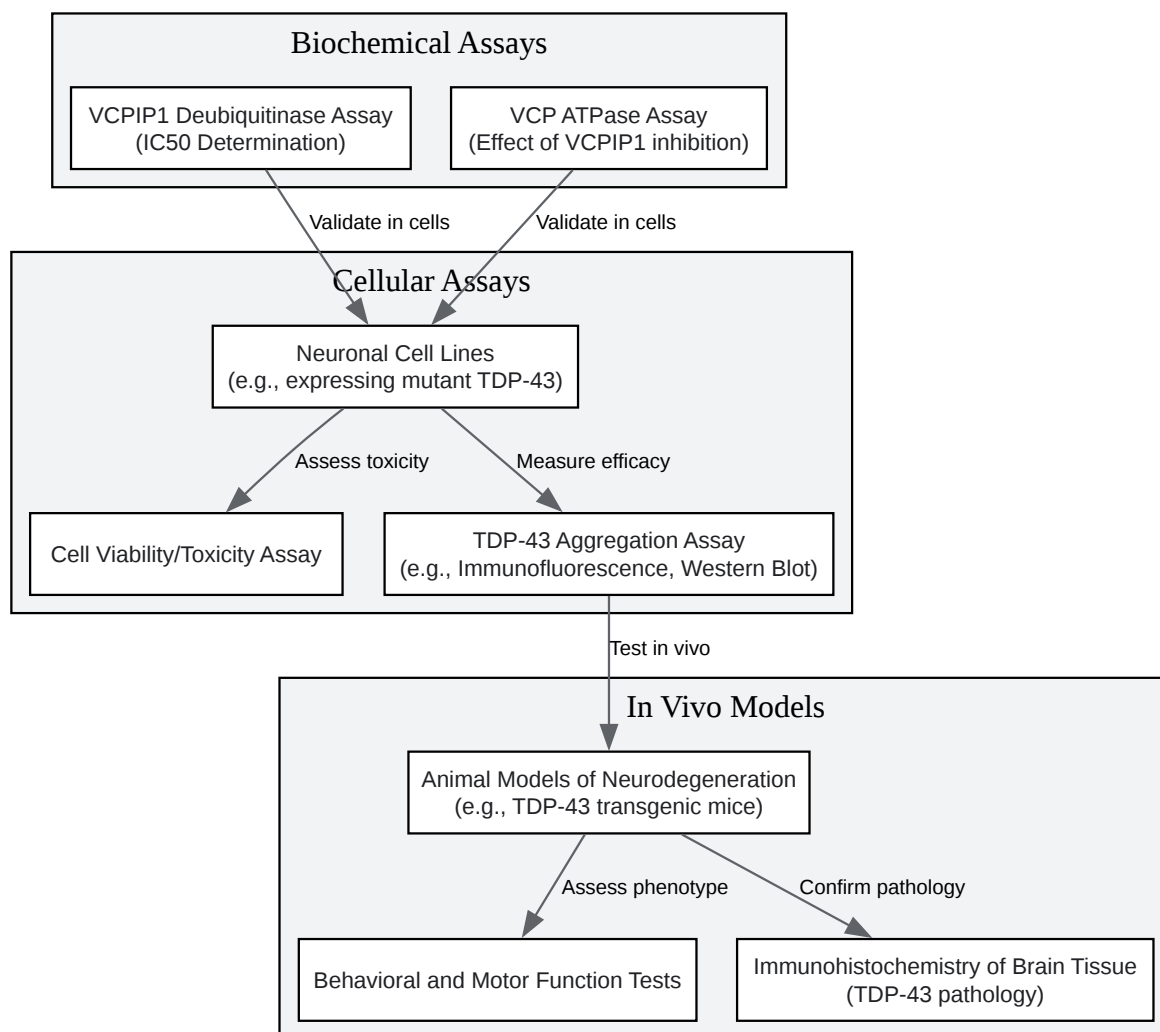 Biochemical Assays
VCPIP1 Deubiquitinase Assay
(IC50 Determination)
VCP ATPase Assay
(Effect of VCPIP1 inhibition)
Validate in cells
Validate in cells
Cellular Assays
Neuronal Cell Lines
(e.g., expressing mutant TDP-43)
Assess toxicity
Measure efficacy
Cell Viability/Toxicity Assay
TDP-43 Aggregation Assay
(e.g., Immunofluorescence, Western Blot)
Test in vivo
In Vivo Models
Animal Models of Neurodegeneration
(e.g., TDP-43 transgenic mice)
Assess phenotype
Confirm pathology
Behavioral and Motor Function Tests
Immunohistochemistry of Brain Tissue
(TDP-43 pathology)